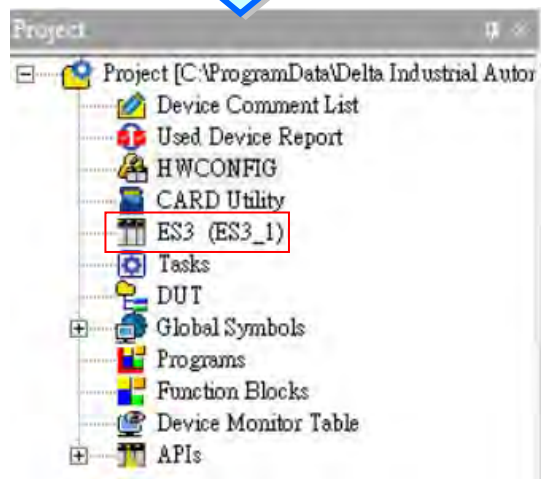 Project
Project [C:\ProgramData\Delta Industrial Autor
Device Comment List
Used Device Report
HWCONFIG
CARD Utility
ES3 (ES3_1)
Tasks
DUT
Global Symbols
Programs
Function Blocks
Device Monitor Table
APIs